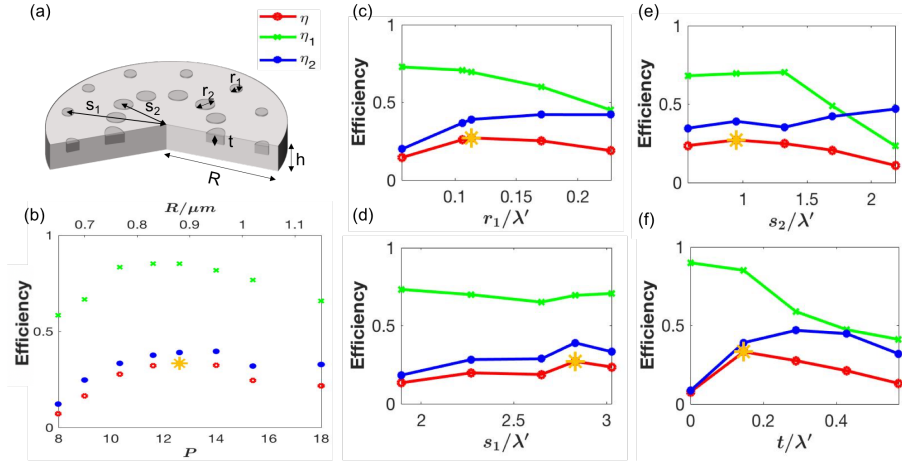 (a)
η
η₁
η₂
r₁
r₂
s₁
s₂
t
h
R
(b)
R/μm
0.7 0.8 0.9 1 1.1
1
0.5
0
Efficiency
8 10 12 14 16 18
P
(c)
1
0.5
0
Efficiency
0.1 0.15 0.2
r₁/λ′
(d)
1
0.5
0
Efficiency
2 2.5 3
s₁/λ′
(e)
1
0.5
0
Efficiency
1 1.5 2
s₂/λ′
(f)
1
0.5
0
Efficiency
0 0.2 0.4
t/λ′